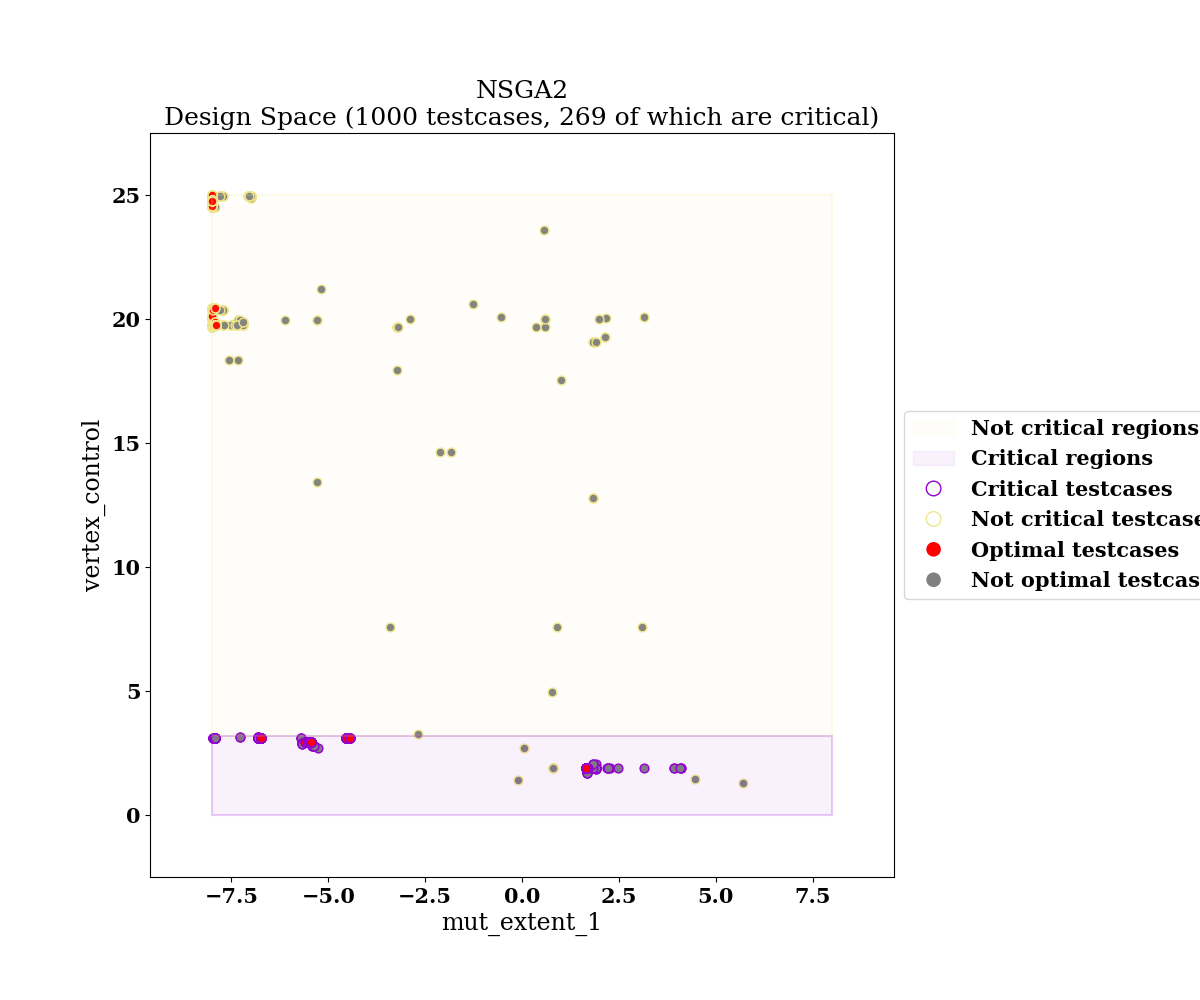 NSGA2
Design Space (1000 testcases, 269 of which are critical)
vertex_control
25
20
15
10
5
0
−7.5
−5.0
−2.5
0.0
2.5
5.0
7.5
mut_extent_1
Not critical regions
Critical regions
Critical testcases
Not critical testcase
Optimal testcases
Not optimal testcas